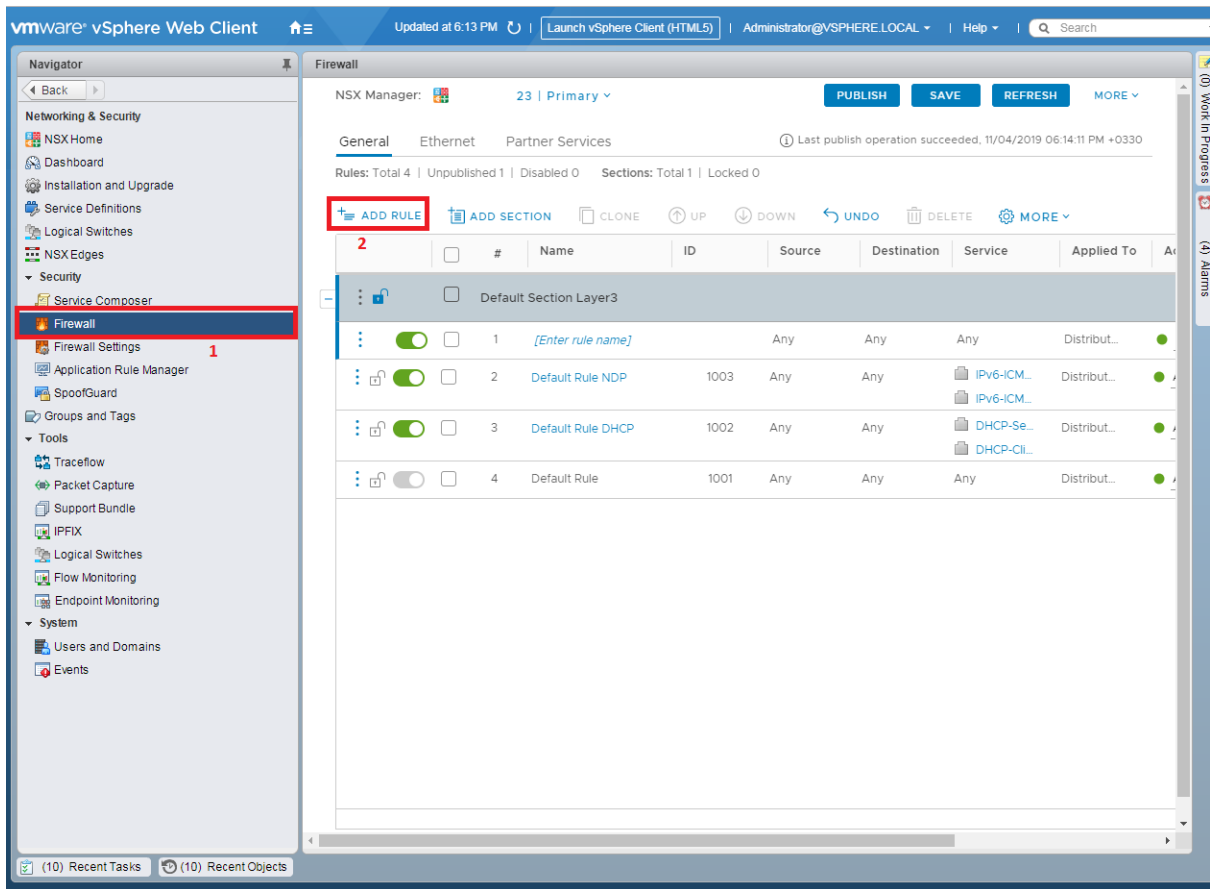 vmware® vSphere Web Client
Updated at 6:13 PM | Launch vSphere Client (HTML5) | Administrator@VSPHERE.LOCAL | Help | Search
Navigator
Back
Networking & Security
NSX Home
Dashboard
Installation and Upgrade
Service Definitions
Logical Switches
NSX Edges
Security
Service Composer
Firewall
1
Firewall Settings
Application Rule Manager
SpoofGuard
Groups and Tags
Tools
Traceflow
Packet Capture
Support Bundle
IPFIX
Logical Switches
Flow Monitoring
Endpoint Monitoring
System
Users and Domains
Events
Firewall
NSX Manager: 23 | Primary PUBLISH SAVE REFRESH MORE
General Ethernet Partner Services Last publish operation succeeded, 11/04/2019 06:14:11 PM +0330
Rules: Total 4 | Unpublished 1 | Disabled 0 Sections: Total 1 | Locked 0
ADD RULE ADD SECTION CLONE UP DOWN UNDO DELETE MORE
2
# Name ID Source Destination Service Applied To Ac
Default Section Layer3
1 [Enter rule name] Any Any Any Distribut...
2 Default Rule NDP 1003 Any Any IPv6-ICM... Distribut...
IPv6-ICM...
3 Default Rule DHCP 1002 Any Any DHCP-Se... Distribut...
DHCP-Cli...
4 Default Rule 1001 Any Any Any Distribut...
(0) Work In Progress
(4) Alarms
(10) Recent Tasks (10) Recent Objects